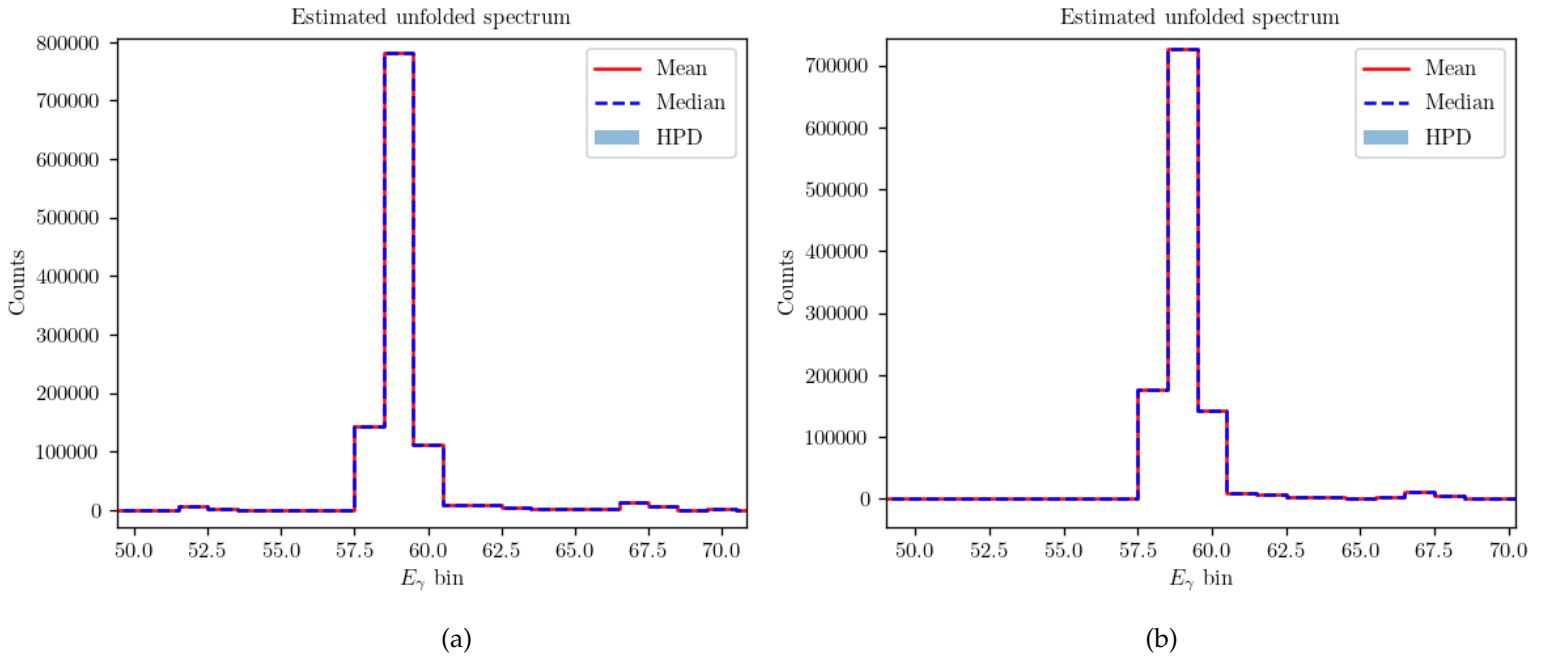 Estimated unfolded spectrum
800000
700000
600000
500000
400000
300000
200000
100000
0
Counts
Mean
Median
HPD
50.0 52.5 55.0 57.5 60.0 62.5 65.0 67.5 70.0
Eγ bin
(a)
Estimated unfolded spectrum
700000
600000
500000
400000
300000
200000
100000
0
Counts
Mean
Median
HPD
50.0 52.5 55.0 57.5 60.0 62.5 65.0 67.5 70.0
Eγ bin
(b)